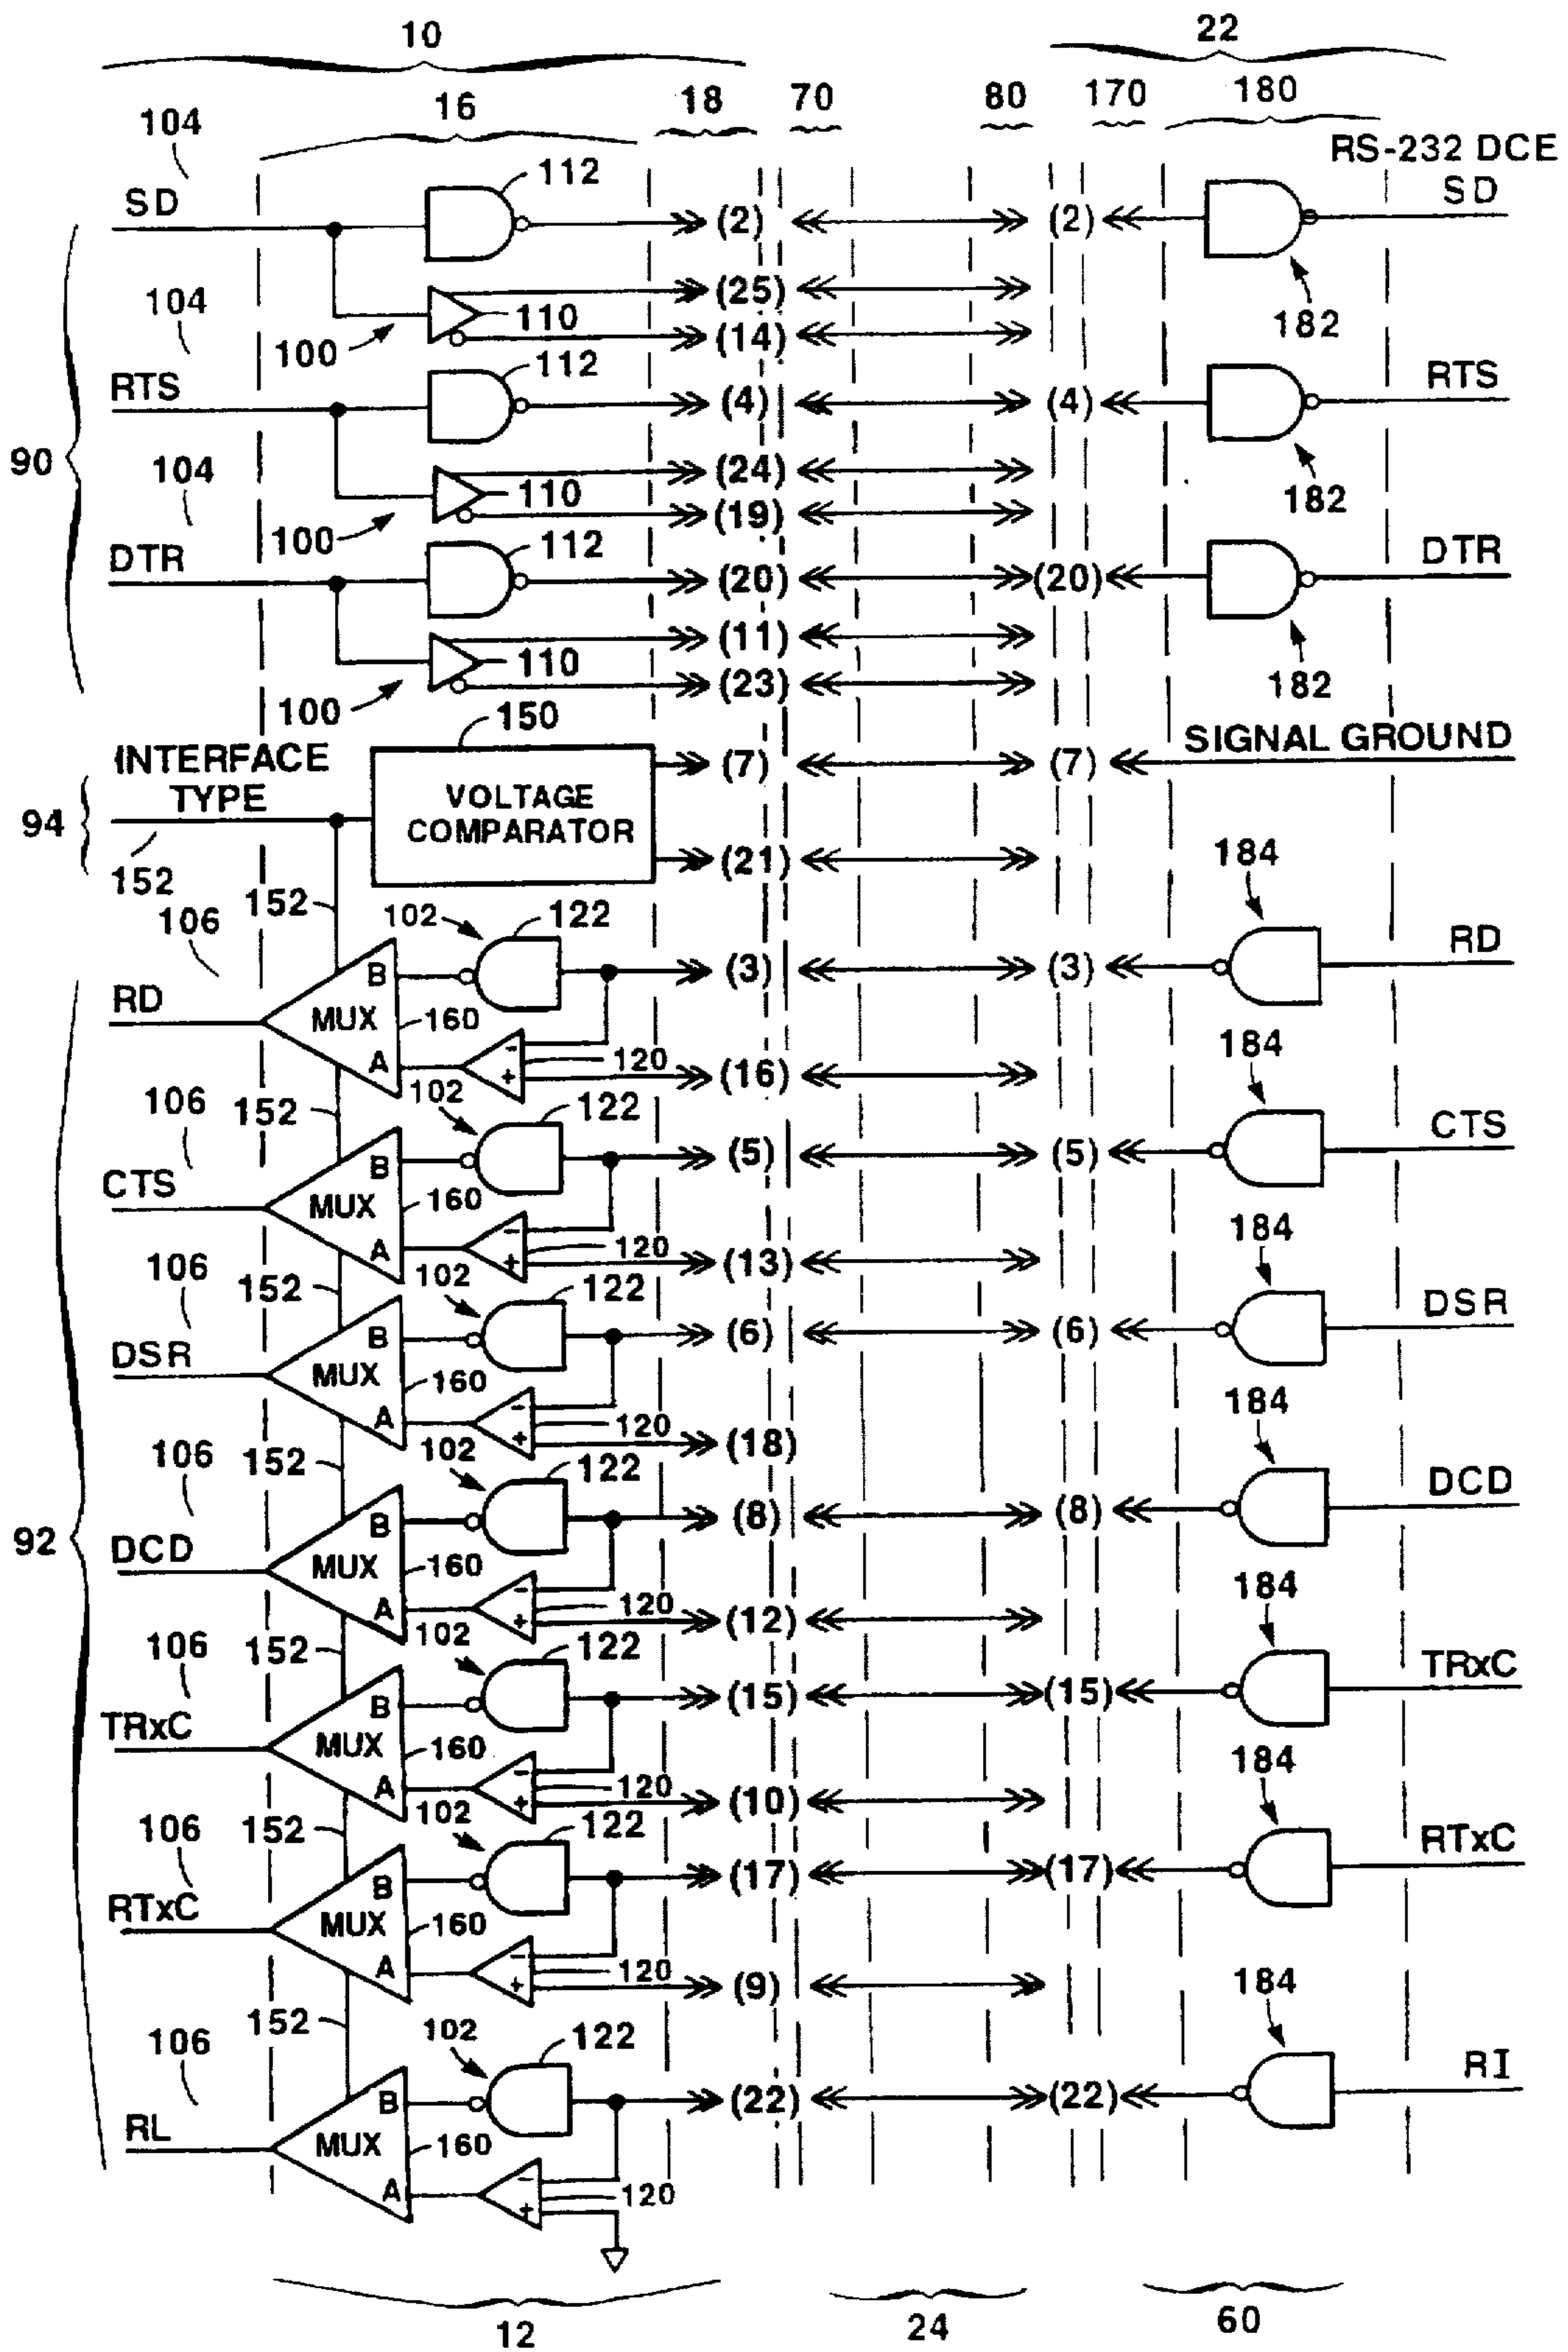 10
22
16
18
70
80
170
180
104
RS-232 DCE
SD
112
(2)
(2)
SD
182
(25)
110
100
(14)
104
RTS
112
(4)
(4)
RTS
182
90
(24)
110
100
(19)
104
DTR
112
(20)
(20)
DTR
182
(11)
110
100
(23)
150
INTERFACE
TYPE
94
152
VOLTAGE
COMPARATOR
(7)
(7)
SIGNAL GROUND
(21)
152
106
102
122
184
RD
B
MUX
A
160
(3)
(3)
RD
120
(16)
152
106
102
122
184
CTS
B
MUX
A
160
(5)
(5)
CTS
120
(13)
152
106
102
122
184
DSR
B
MUX
A
160
(6)
(6)
DSR
120
(18)
152
106
102
122
184
92
DCD
B
MUX
A
160
(8)
(8)
DCD
120
(12)
152
106
102
122
184
TRxC
B
MUX
A
160
(15)
(15)
TRxC
120
(10)
152
106
102
122
184
RTxC
B
MUX
A
160
(17)
(17)
RTxC
120
(9)
152
106
102
122
184
RL
B
MUX
A
160
(22)
(22)
RI
120
12
24
60